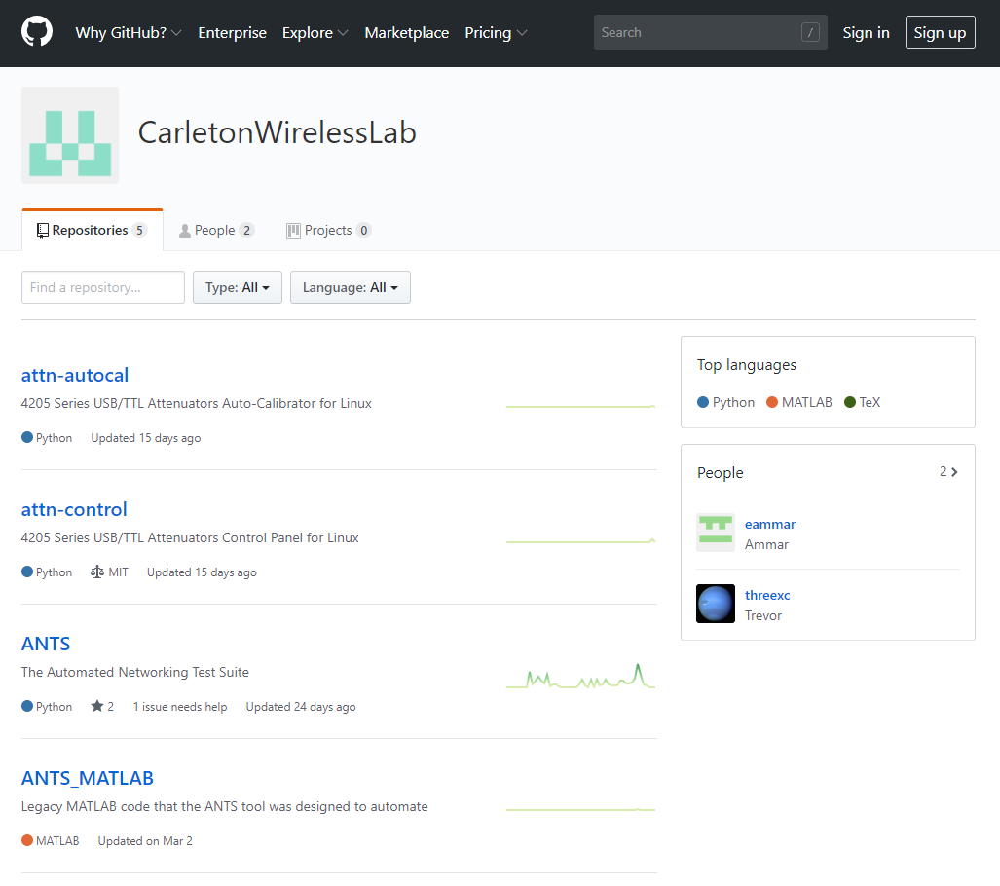 Why GitHub? Enterprise Explore Marketplace Pricing Search / Sign in Sign up
CarletonWirelessLab
Repositories 5 People 2 Projects 0
Find a repository... Type: All Language: All
attn-autocal
4205 Series USB/TTL Attenuators Auto-Calibrator for Linux
Python Updated 15 days ago
attn-control
4205 Series USB/TTL Attenuators Control Panel for Linux
Python MIT Updated 15 days ago
ANTS
The Automated Networking Test Suite
Python 2 1 issue needs help Updated 24 days ago
ANTS_MATLAB
Legacy MATLAB code that the ANTS tool was designed to automate
MATLAB Updated on Mar 2
Top languages
Python MATLAB TeX
People 2
eammar
Ammar
threexc
Trevor